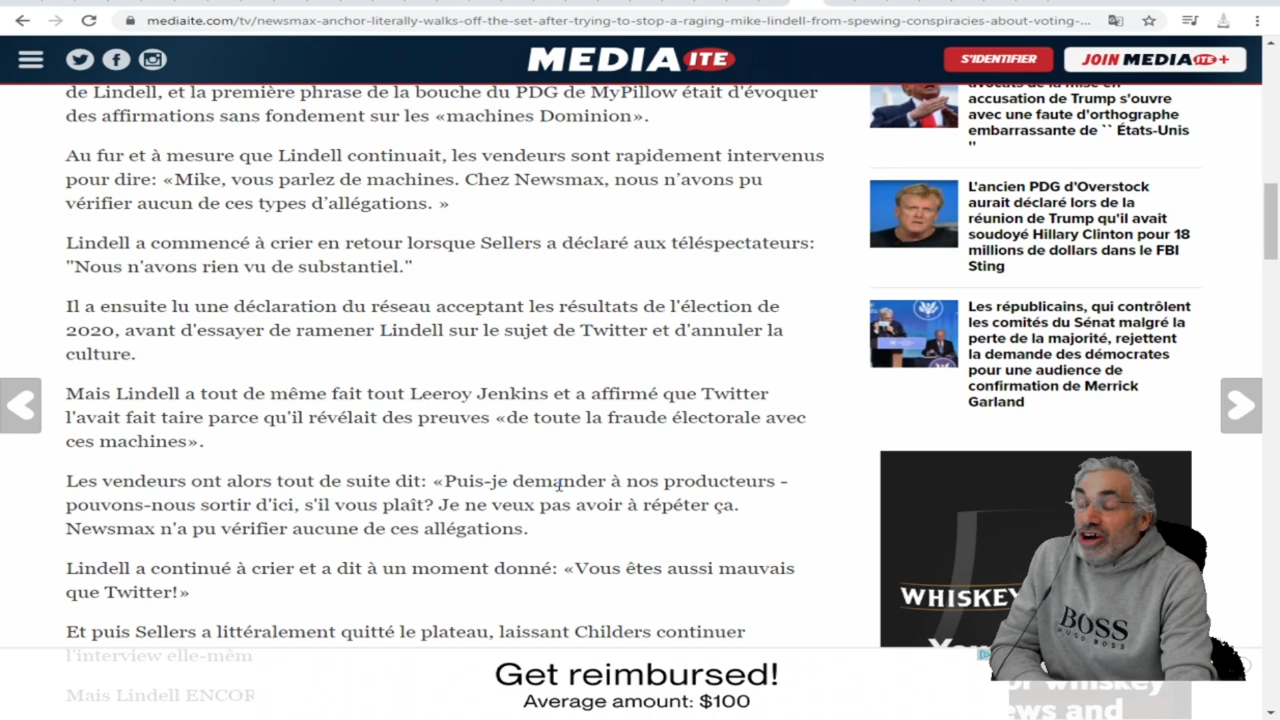 mediaite.com/tv/newsmax-anchor-literally-walks-off-the-set-after-trying-to-stop-a-raging-mike-lindell-from-spewing-conspiracies-about-voting-...
MEDIAITE
S'IDENTIFIER
JOIN MEDIAITE+
de Lindell, et la première phrase de la bouche du PDG de MyPillow était d'évoquer
des affirmations sans fondement sur les «machines Dominion».
Au fur et à mesure que Lindell continuait, les vendeurs sont rapidement intervenus
pour dire: «Mike, vous parlez de machines. Chez Newsmax, nous n'avons pu
vérifier aucun de ces types d'allégations. »
Lindell a commencé à crier en retour lorsque Sellers a déclaré aux téléspectateurs:
"Nous n'avons rien vu de substantiel."
Il a ensuite lu une déclaration du réseau acceptant les résultats de l'élection de
2020, avant d'essayer de ramener Lindell sur le sujet de Twitter et d'annuler la
culture.
Mais Lindell a tout de même fait tout Leeroy Jenkins et a affirmé que Twitter
l'avait fait taire parce qu'il révélait des preuves «de toute la fraude électorale avec
ces machines».
Les vendeurs ont alors tout de suite dit: «Puis-je demander à nos producteurs -
pouvons-nous sortir d'ici, s'il vous plaît? Je ne veux pas avoir à répéter ça.
Newsmax n'a pu vérifier aucune de ces allégations.
Lindell a continué à crier et a dit à un moment donné: «Vous êtes aussi mauvais
que Twitter!»
Et puis Sellers a littéralement quitté le plateau, laissant Childers continuer
l'interview elle-mêm
Mais Lindell ENCOR
avocats de la mise en
accusation de Trump s'ouvre
avec une faute d'orthographe
embarrassante de `` États-Unis
''
L'ancien PDG d'Overstock
aurait déclaré lors de la
réunion de Trump qu'il avait
soudoyé Hillary Clinton pour 18
millions de dollars dans le FBI
Sting
Les républicains, qui contrôlent
les comités du Sénat malgré la
perte de la majorité, rejettent
la demande des démocrates
pour une audience de
confirmation de Merrick
Garland
WHISKEY
BOSS
HUGO BOSS
Get reimbursed!
Average amount: $100
or whiskey
ews and